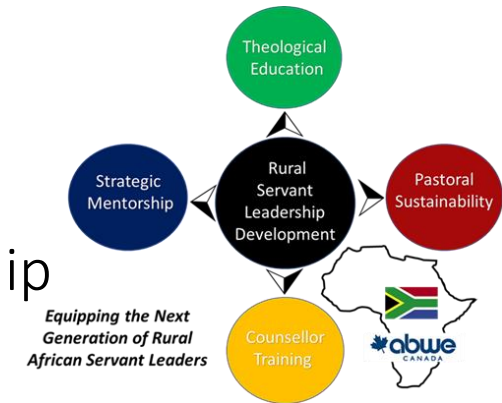 Theological
Education
Strategic
Mentorship
Rural
Servant
Leadership
Development
Pastoral
Sustainability
ip
Equipping the Next
Generation of Rural
African Servant Leaders
Counsellor
Training
abwe
CANADA